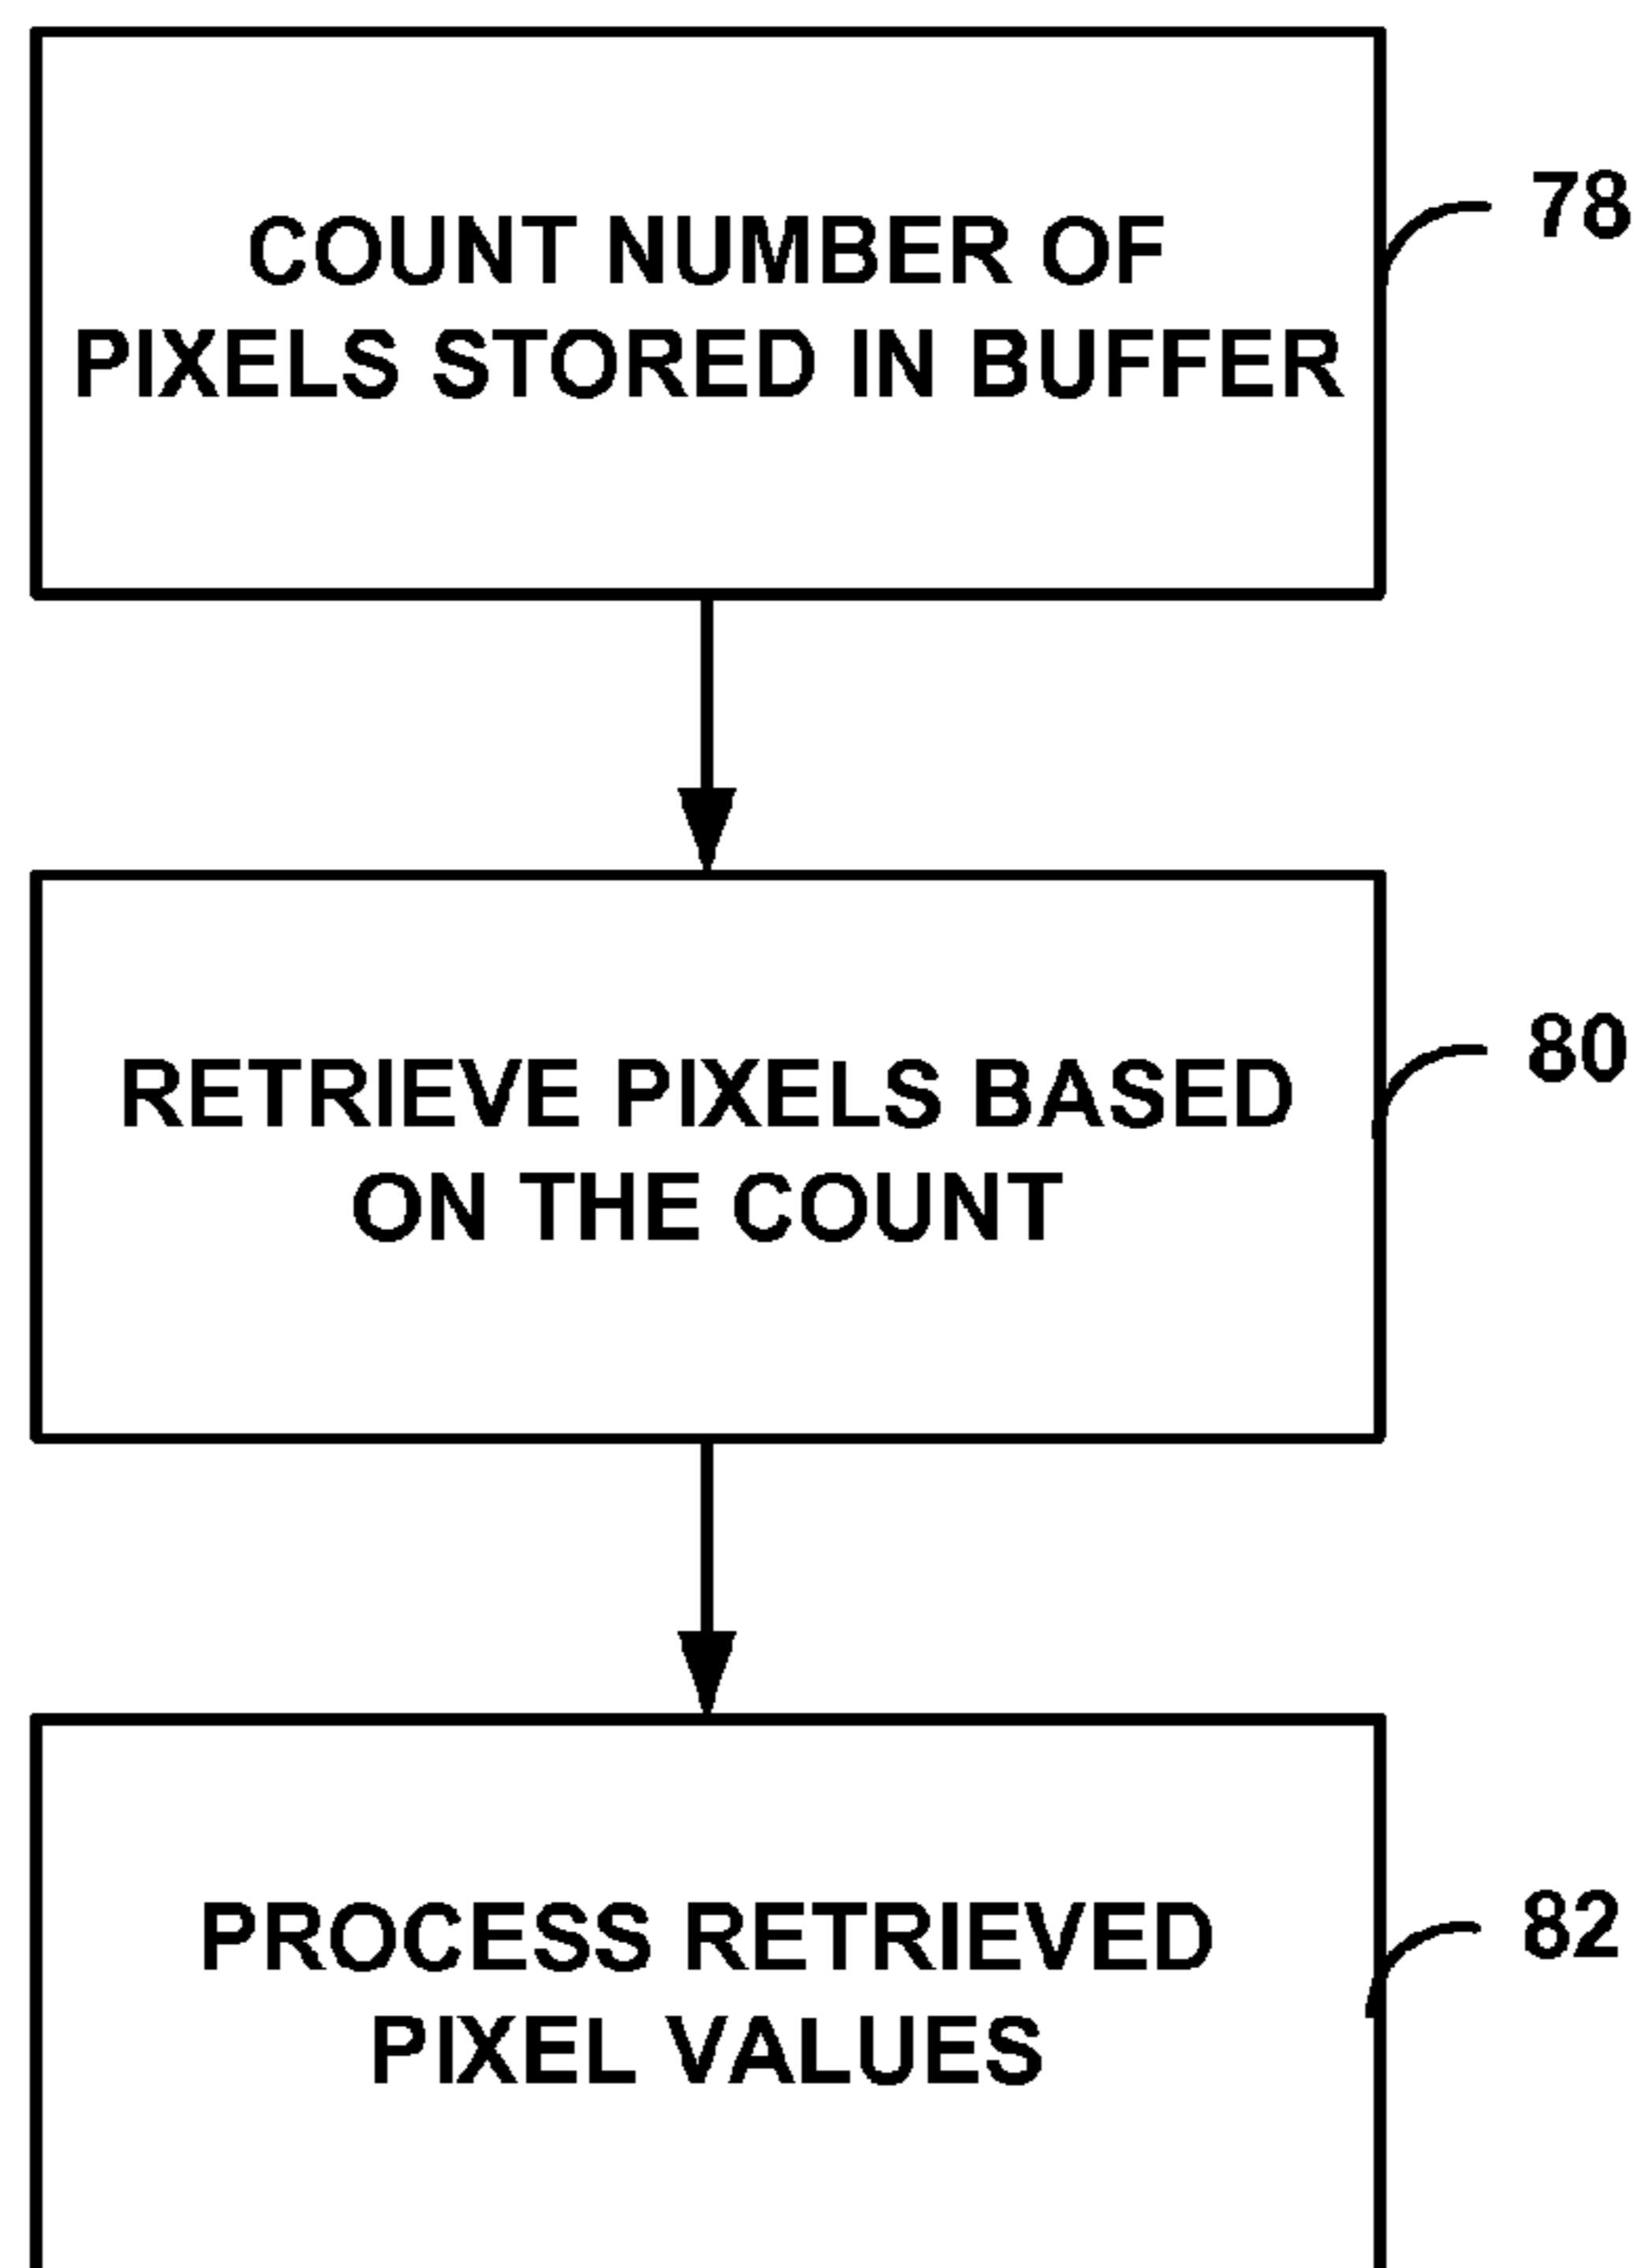 COUNT NUMBER OF
PIXELS STORED IN BUFFER
78
RETRIEVE PIXELS BASED
ON THE COUNT
80
PROCESS RETRIEVED
PIXEL VALUES
82